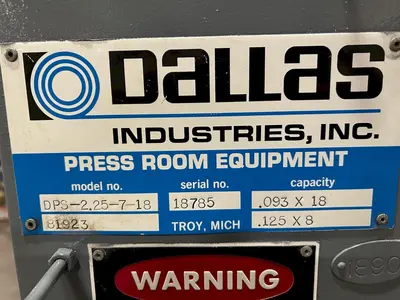 DALLAS
INDUSTRIES, INC.
PRESS ROOM EQUIPMENT
model no. serial no. capacity
DPS-2.25-7-18 18785 .093 X 18
81923 TROY, MICH .125 X 8
WARNING
1890